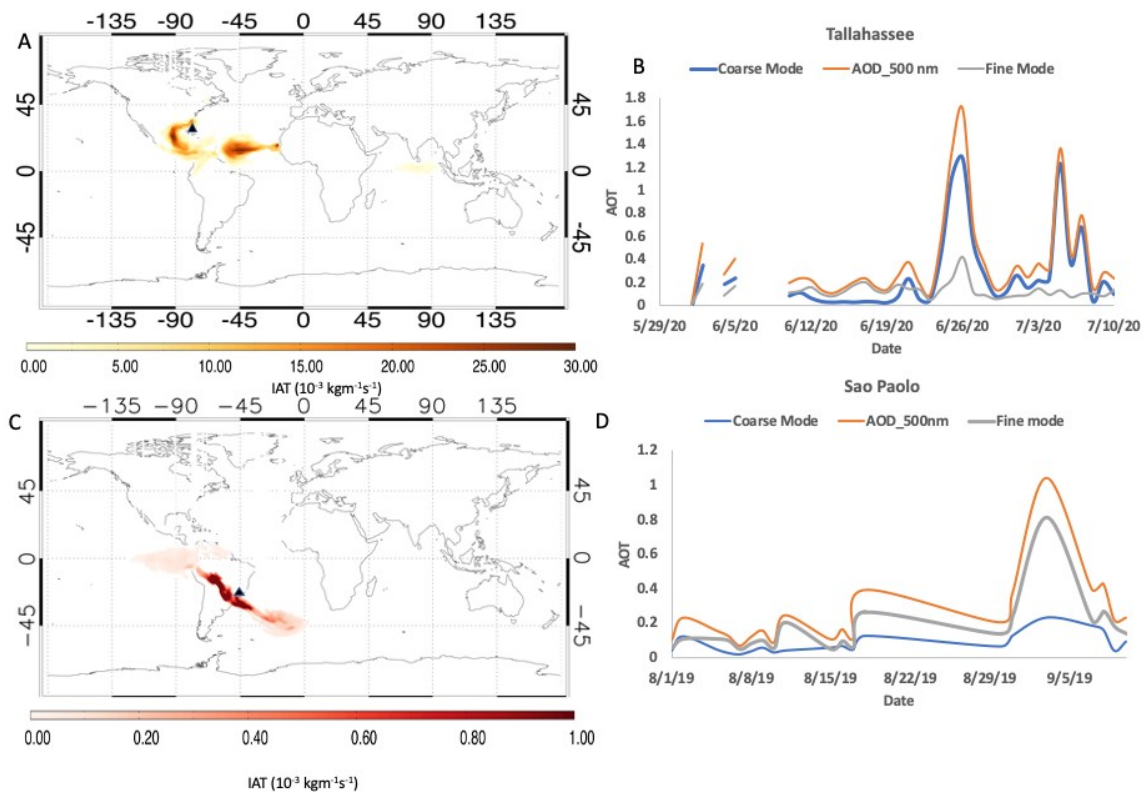 -135 -90 -45 0 45 90 135
A
45 45
0 0
-45 -45
-135 -90 -45 0 45 90 135
0.00 5.00 10.00 15.00 20.00 25.00 30.00
IAT (10⁻³ kgm⁻¹s⁻¹)
Tallahassee
B
Coarse Mode AOD_500 nm Fine Mode
1.8
1.6
1.4
1.2
1
0.8
0.6
0.4
0.2
0
AOT
5/29/20 6/5/20 6/12/20 6/19/20 6/26/20 7/3/20 7/10/20
Date
-135 -90 -45 0 45 90 135
C
45 45
0 0
-45 -45
0.00 0.20 0.40 0.60 0.80 1.00
IAT (10⁻³ kgm⁻¹s⁻¹)
Sao Paolo
D
Coarse Mode AOD_500nm Fine mode
1.2
1
0.8
0.6
0.4
0.2
0
AOT
8/1/19 8/8/19 8/15/19 8/22/19 8/29/19 9/5/19
Date